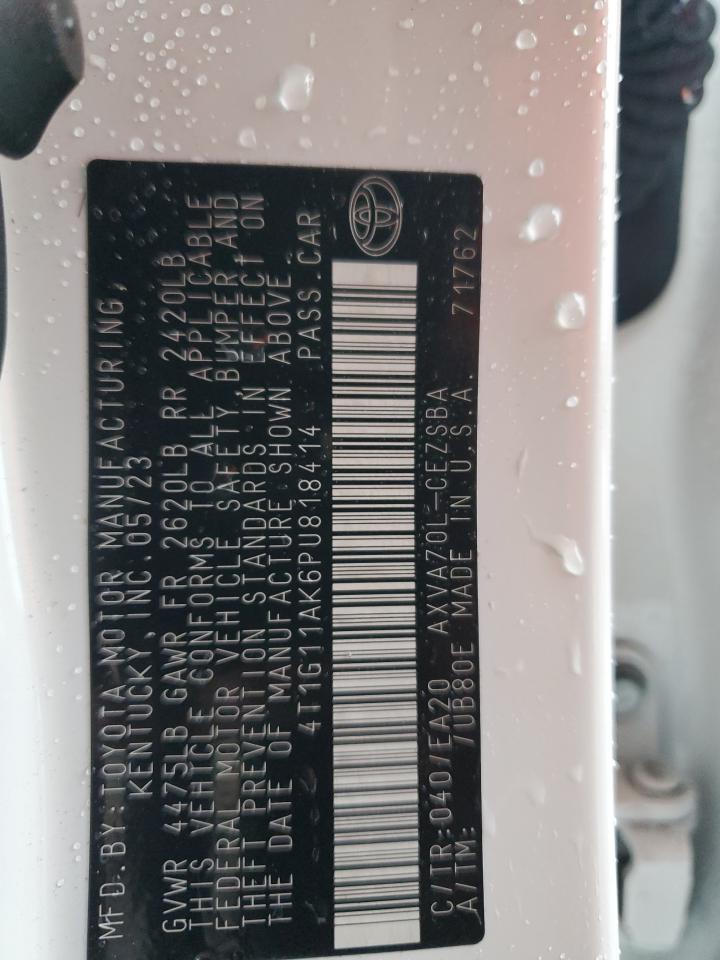 MFD. BY: TOYOTA MOTOR MANUFACTURING,
KENTUCKY, INC. 05/23
GVWR 4475LB GAWR FR 2620LB RR 2420LB
THIS VEHICLE CONFORMS TO ALL APPLICABLE
FEDERAL MOTOR VEHICLE SAFETY, BUMPER AND
THEFT PREVENTION STANDARDS IN EFFECT ON
THE DATE OF MANUFACTURE SHOWN ABOVE.
4T1G11AK6PU818414 PASS. CAR
C/TR: 040/EA20 AXVA70L-CEZSBA
A/TM: /UB80E MADE IN U.S.A. 71762